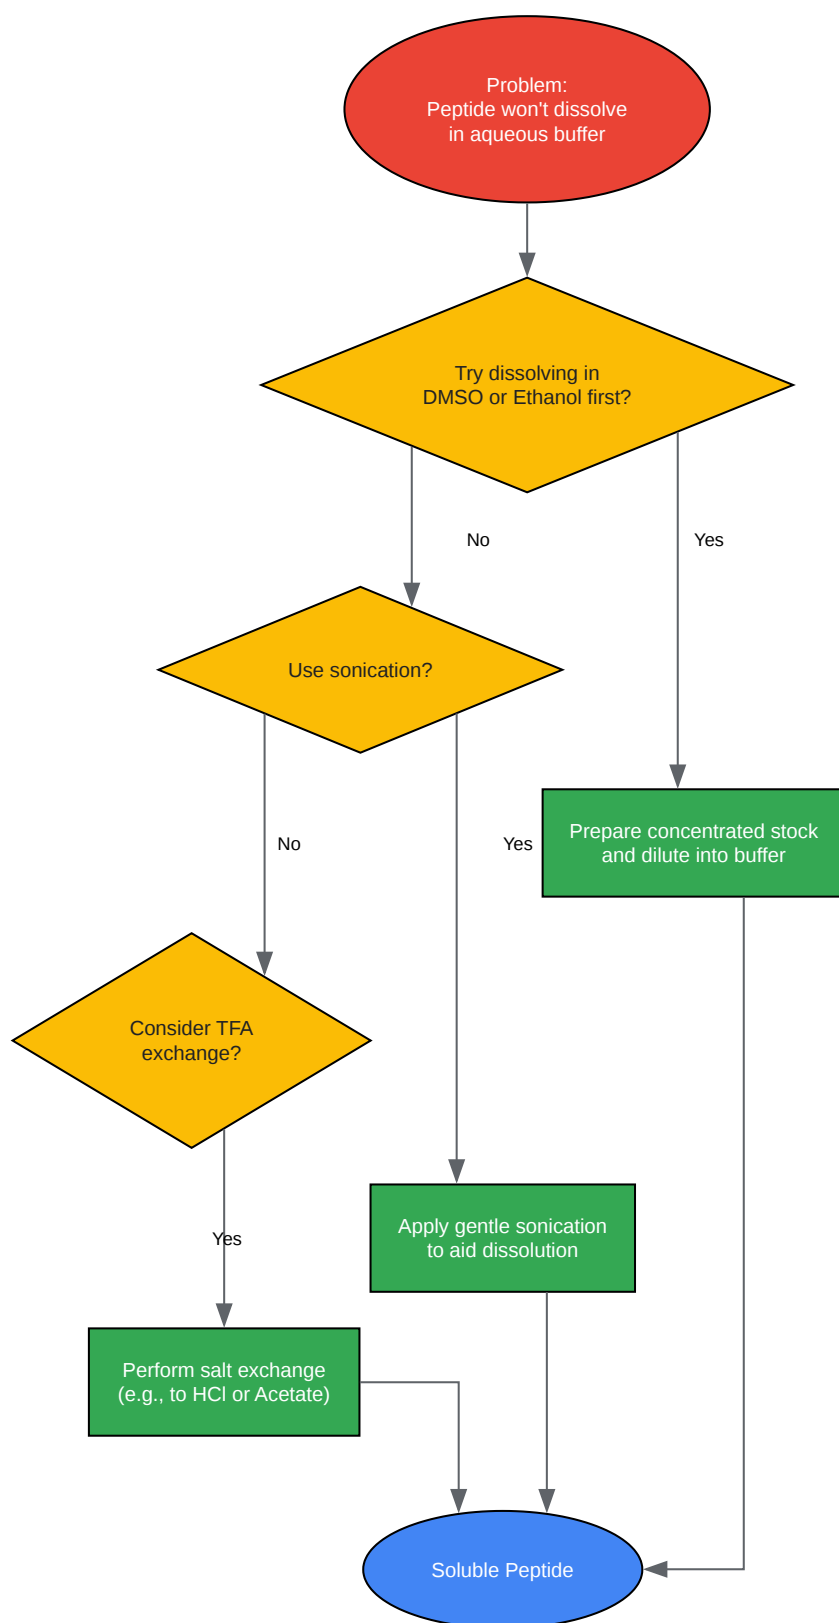 Problem:
Peptide won't dissolve
in aqueous buffer
Try dissolving in
DMSO or Ethanol first?
No
Yes
Use sonication?
Prepare concentrated stock
and dilute into buffer
No
Yes
Consider TFA
exchange?
Yes
Apply gentle sonication
to aid dissolution
Perform salt exchange
(e.g., to HCl or Acetate)
Soluble Peptide